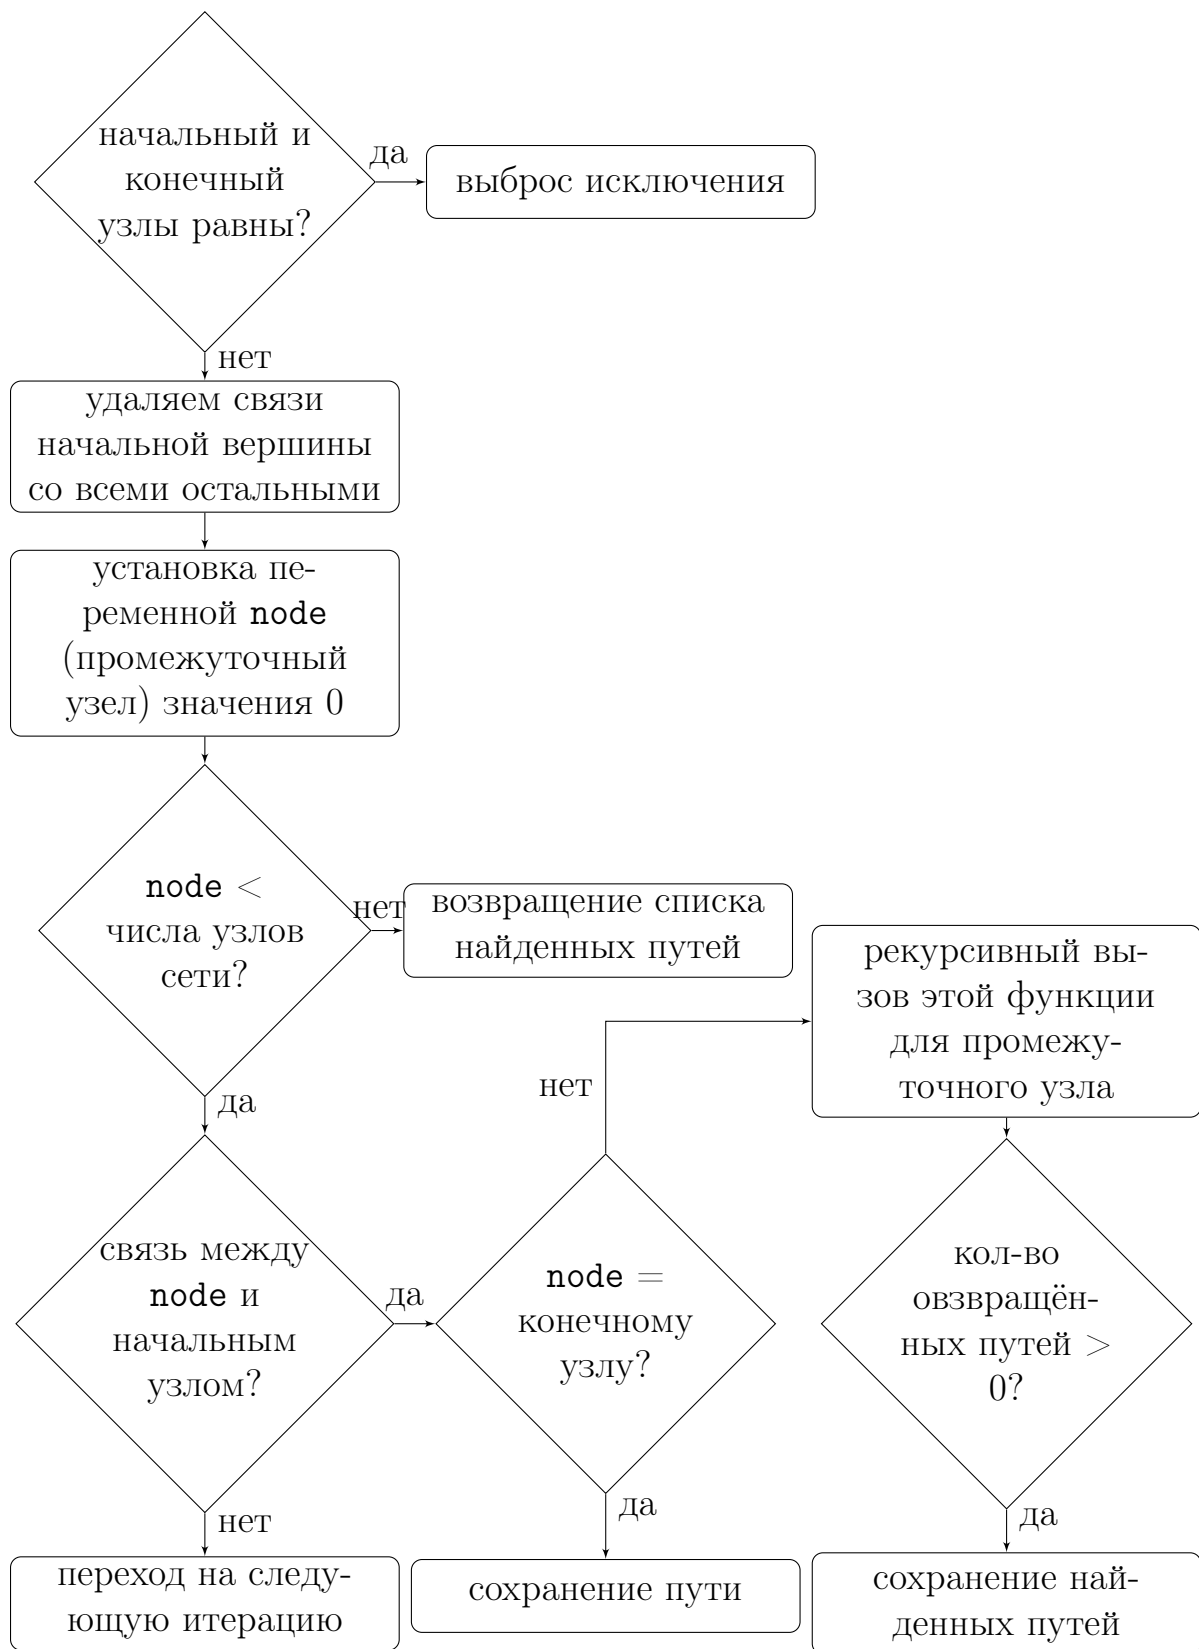 начальный и
конечный
узлы равны?
да
выброс исключения
нет
удаляем связи
начальной вершины
со всеми остальными
установка пе-
ременной node
(промежуточный
узел) значения 0
node <
числа узлов
сети?
нет
возвращение списка
найденных путей
да
рекурсивный вы-
зов этой функции
для промежу-
точного узла
нет
связь между
node и
начальным
узлом?
да
node =
конечному
узлу?
кол-во
овзвращён-
ных путей >
0?
нет
переход на следу-
ющую итерацию
да
сохранение пути
да
сохранение най-
денных путей